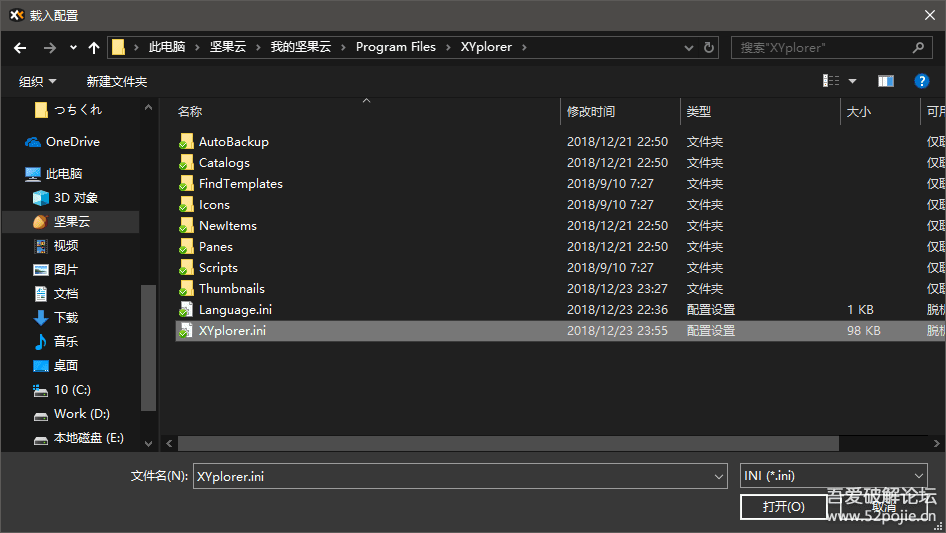 载入配置
此电脑 坚果云 我的坚果云 Program Files XYplorer
搜索"XYplorer"
组织 新建文件夹
つちくれ
OneDrive
此电脑
3D 对象
坚果云
视频
图片
文档
下载
音乐
桌面
10 (C:)
Work (D:)
本地磁盘 (E:)
名称 修改时间 类型 大小 可用
AutoBackup 2018/12/21 22:50 文件夹 仅联
Catalogs 2018/12/21 22:50 文件夹 仅联
FindTemplates 2018/9/10 7:27 文件夹 仅联
Icons 2018/9/10 7:27 文件夹 仅联
NewItems 2018/12/21 22:50 文件夹 仅联
Panes 2018/12/21 22:50 文件夹 仅联
Scripts 2018/9/10 7:27 文件夹 仅联
Thumbnails 2018/12/23 23:27 文件夹 仅联
Language.ini 2018/12/23 22:36 配置设置 1 KB 脱机
XYplorer.ini 2018/12/23 23:55 配置设置 98 KB 脱机
文件名(N): XYplorer.ini INI (*.ini)
打开(O) 取消
吾爱破解论坛
www.52pojie.cn